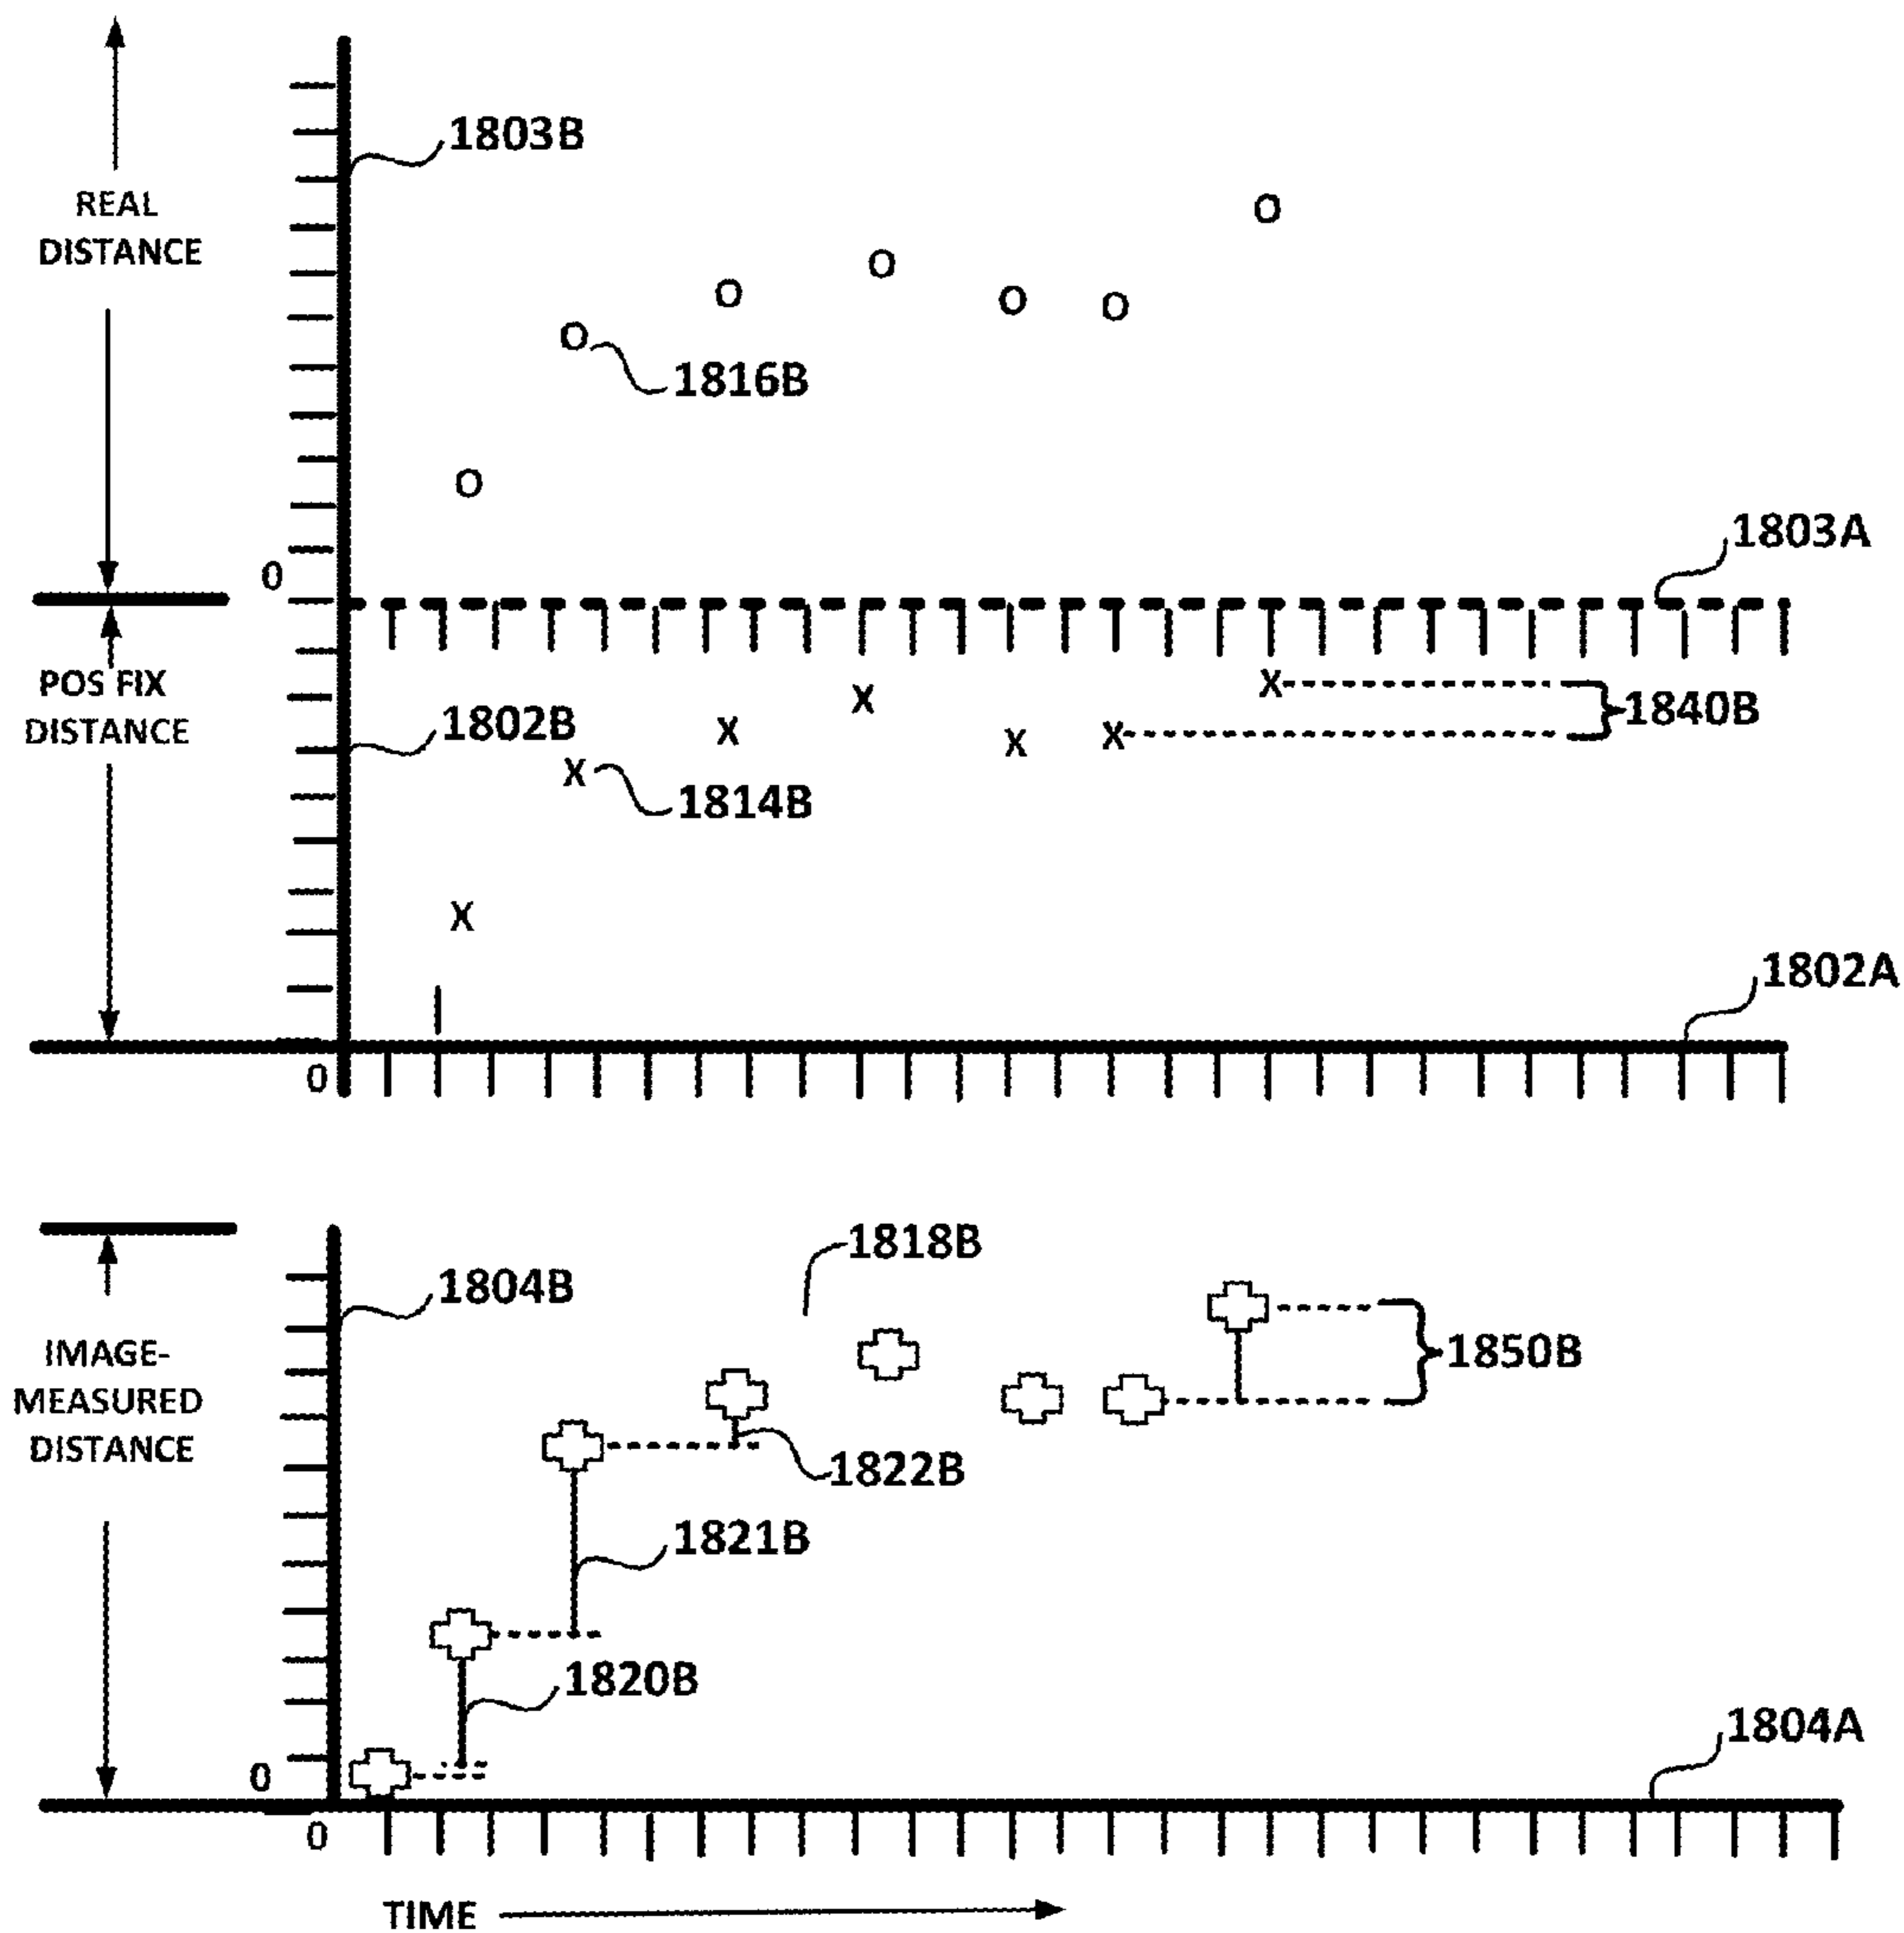 1803B
REAL
DISTANCE
O
O
O
O
O
O
1816B
O
1803A
0
POS FIX
DISTANCE
X
X
1840B
1802B
X
X
X
X
1814B
X
1802A
0
1818B
1804B
IMAGE-
MEASURED
DISTANCE
1850B
1822B
1821B
1820B
1804A
0
0
TIME